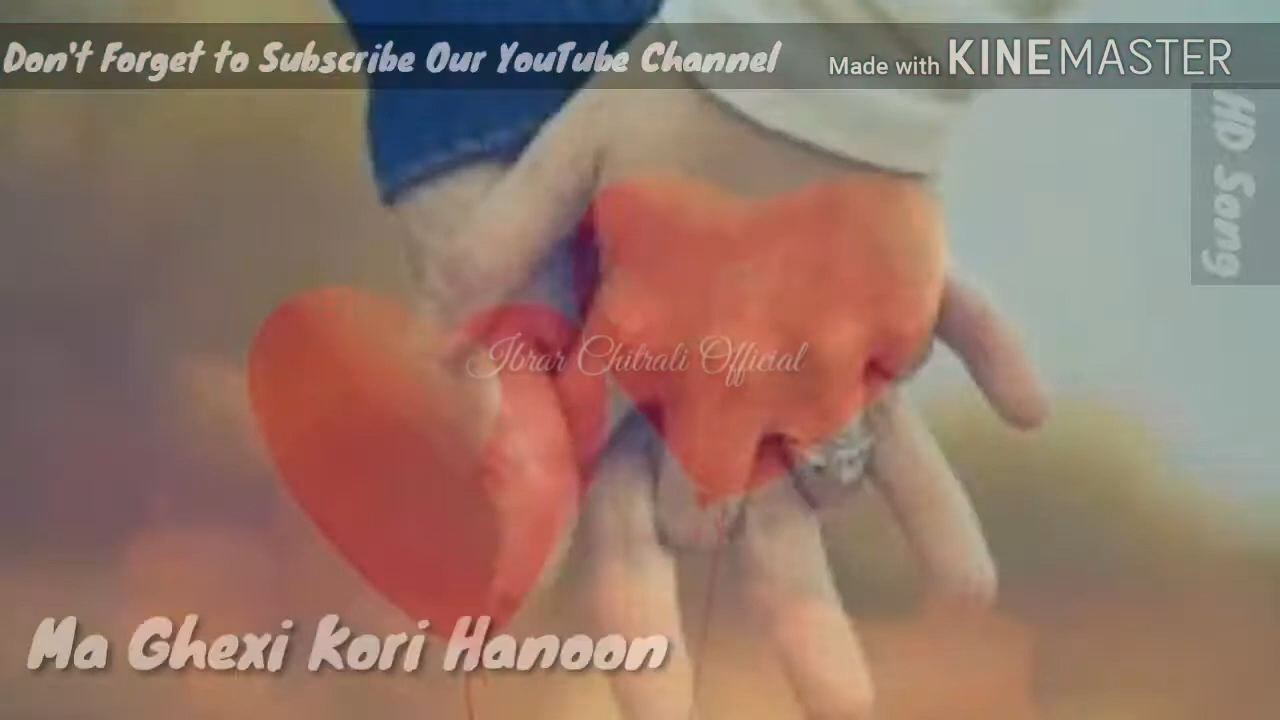 Don't Forget to Subscribe Our YouTube Channel
Made with KINEMASTER
HD Song
Ibrar Chitrali Official
Ma Ghexi Kori Hanoon